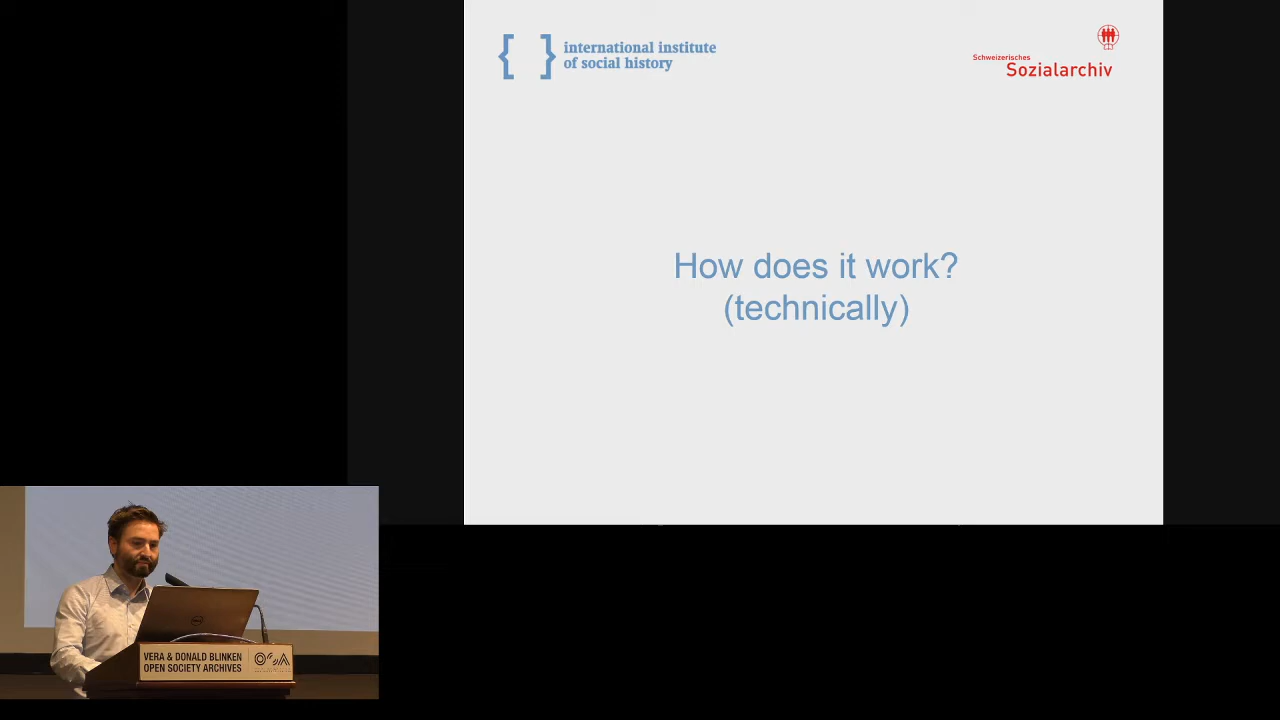 international institute
of social history
Schweizerisches
Sozialarchiv
How does it work?
(technically)
VERA & DONALD BLINKEN
OPEN SOCIETY ARCHIVES